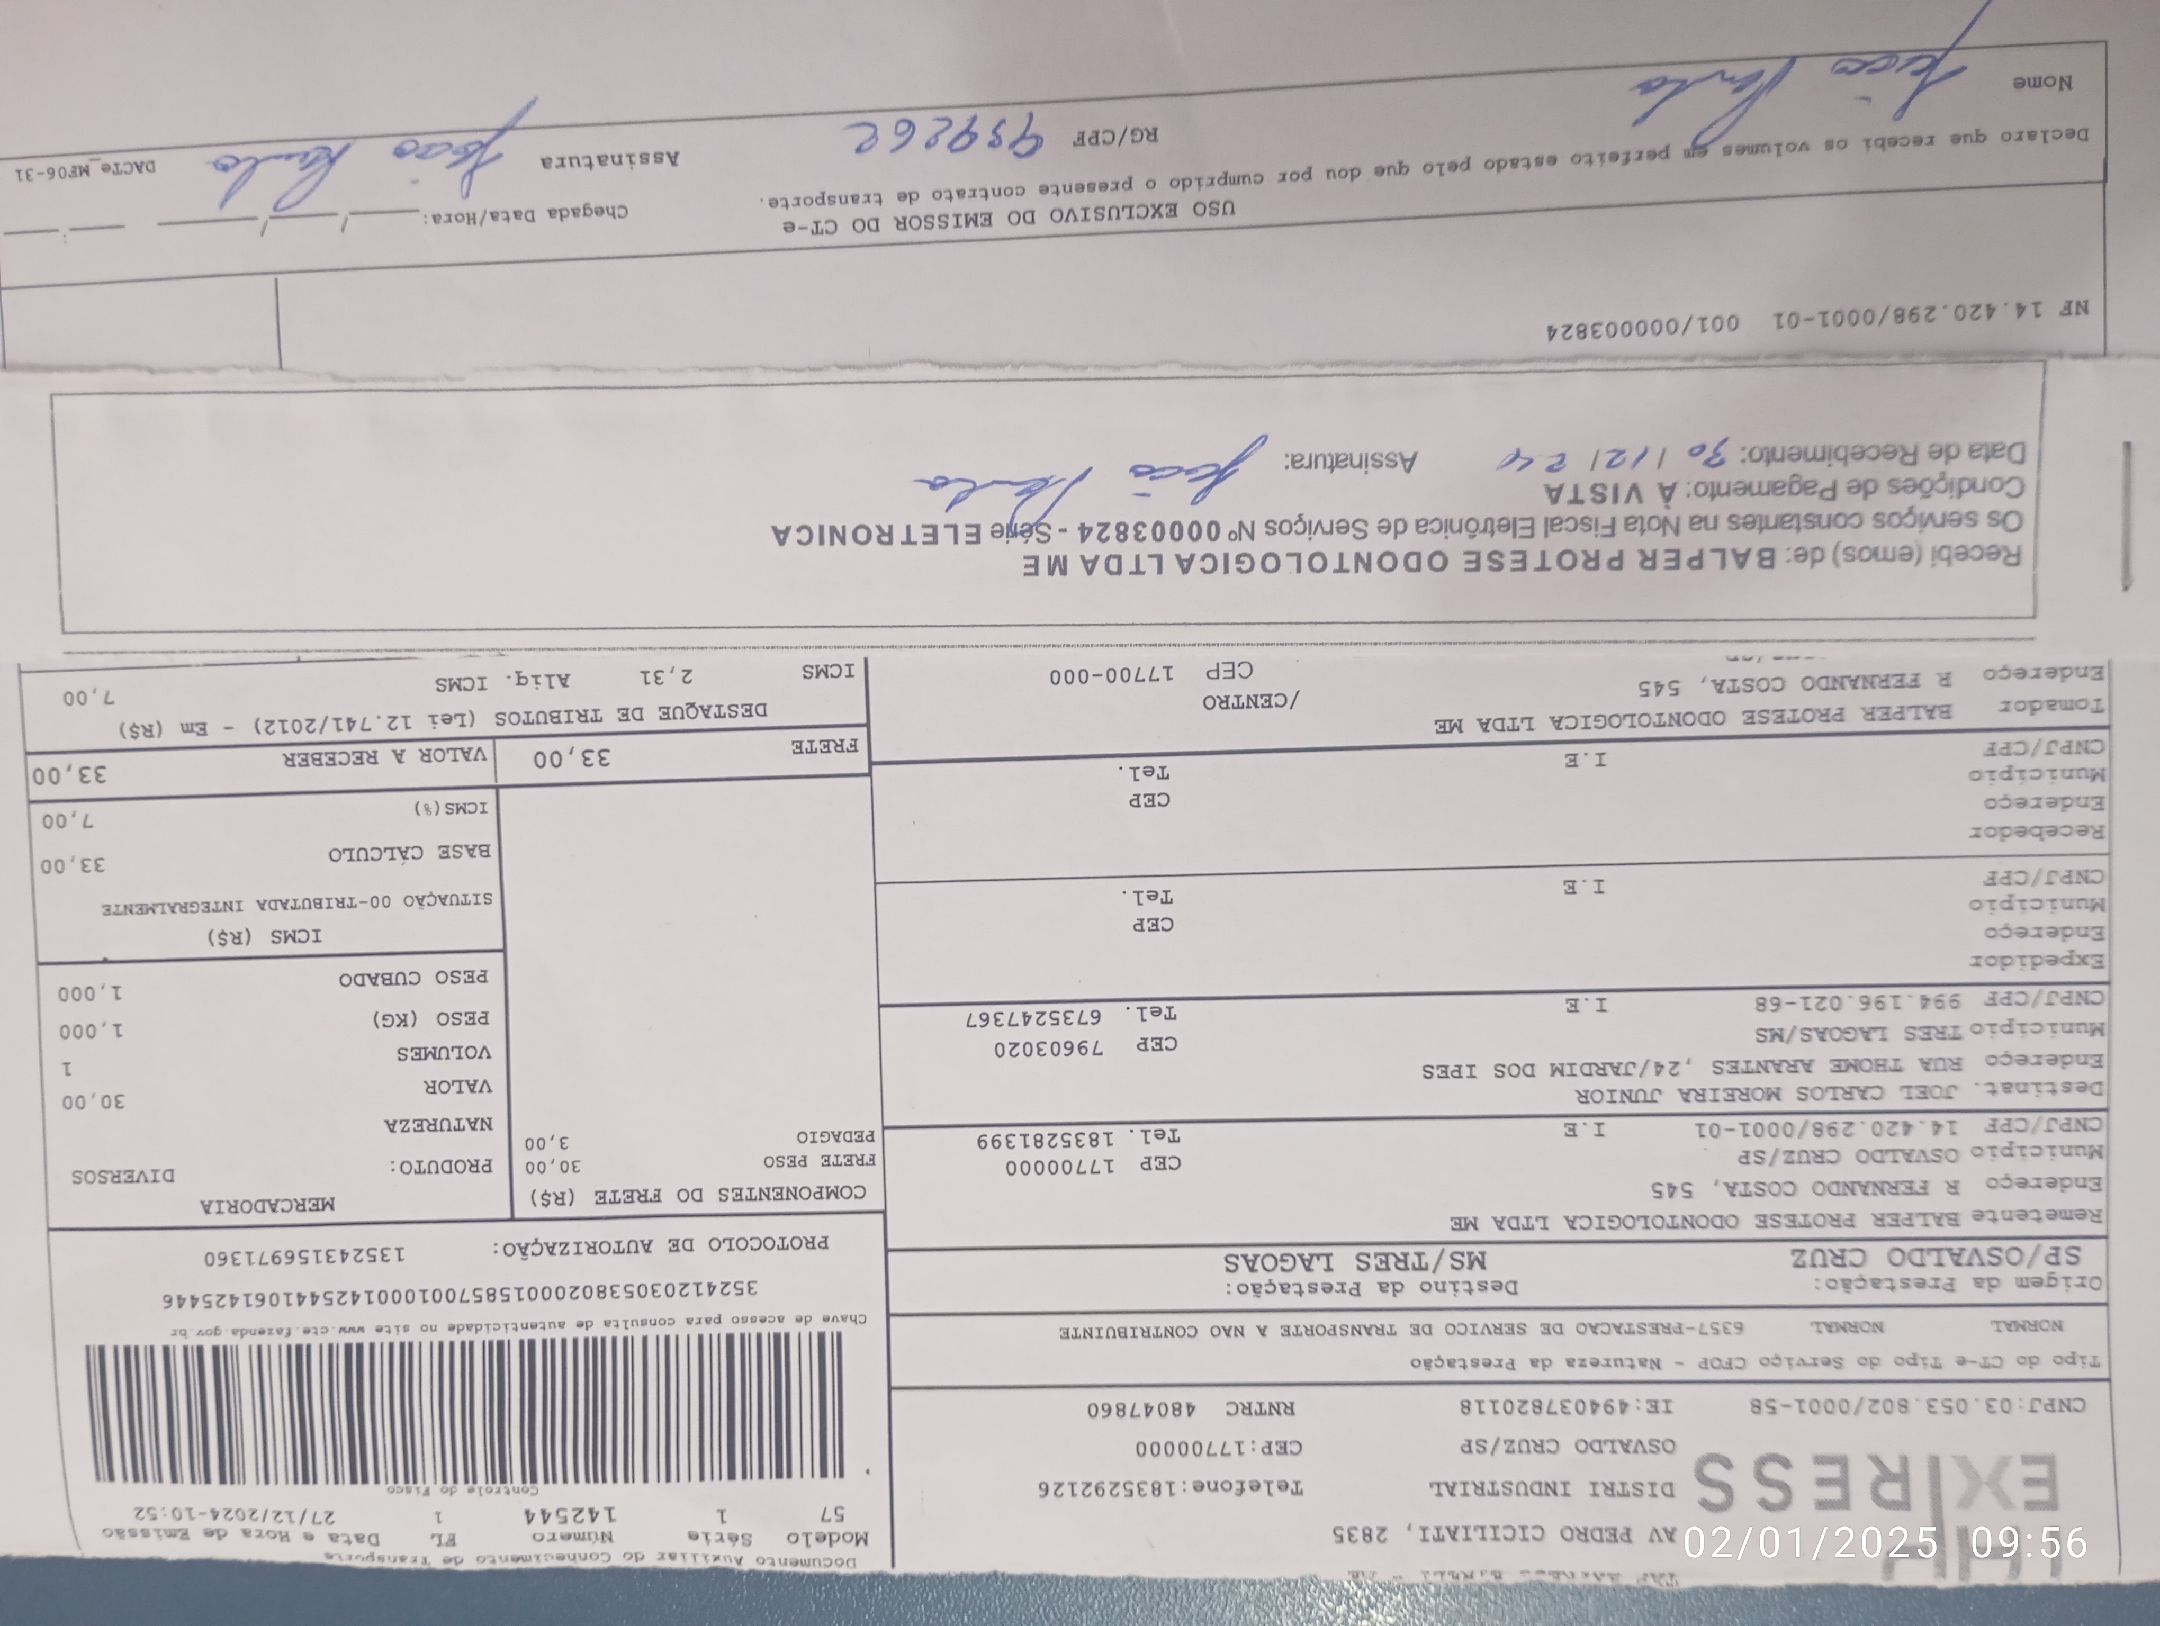 Documento Auxiliar do Conhecimento de Transporte
AV PEDRO CICILIATI, 2835
EXPRESS
DISTRI INDUSTRIAL Telefone:1835292126
OSVALDO CRUZ/SP CEP:17700000
CNPJ:03.053.802/0001-58 IE:494037820118 RNTRC 48047860
Modelo Série Número FL Data e Hora de Emissão
57 1 142544 1 27/12/2024-10:52
Controle do Fisco
Chave de acesso para consulta de autenticidade no site www.cte.fazenda.gov.br
35241203053802000158570010001425441061425446
PROTOCOLO DE AUTORIZAÇÃO: 135243156971360
Tipo do CT-e Tipo do Serviço CFOP - Natureza da Prestação
NORMAL NORMAL 6357-PRESTACAO DE SERVICO DE TRANSPORTE A NAO CONTRIBUINTE
Origem da Prestação: Destino da Prestação:
SP/OSVALDO CRUZ MS/TRES LAGOAS
Remetente BALPER PROTESE ODONTOLOGICA LTDA ME
Endereço R FERNANDO COSTA, 545
Município OSVALDO CRUZ/SP CEP 17700000
CNPJ/CPF 14.420.298/0001-01 I.E Tel. 1835281399
Destinat. JOEL CARLOS MOREIRA JUNIOR
Endereço RUA THOME ARANTES ,24/JARDIM DOS IPES
Município TRES LAGOAS/MS CEP 79603020
CNPJ/CPF 994.196.021-68 I.E Tel. 6735247367
Expedidor
Endereço
Município CEP
CNPJ/CPF I.E Tel.
Recebedor
Endereço
Município CEP
CNPJ/CPF I.E Tel.
Tomador BALPER PROTESE ODONTOLOGICA LTDA ME
Endereço R FERNANDO COSTA, 545 /CENTRO CEP 17700-000
COMPONENTES DO FRETE (R$)
FRETE PESO 30,00
PEDAGIO 3,00
MERCADORIA
PRODUTO: DIVERSOS
NATUREZA
VALOR 30,00
VOLUMES 1
PESO (KG) 1,000
PESO CUBADO 1,000
ICMS (R$)
SITUAÇÃO 00-TRIBUTADA INTEGRALMENTE
BASE CÁLCULO 33,00
ICMS(%) 7,00
FRETE 33,00 VALOR A RECEBER 33,00
DESTAQUE DE TRIBUTOS (Lei 12.741/2012) - Em (R$)
ICMS 2,31 Aliq. ICMS 7,00
Recebi (emos) de: BALPER PROTESE ODONTOLOGICA LTDA ME
Os serviços constantes na Nota Fiscal Eletrônica de Serviços Nº 00003824 - Série ELETRONICA
Condições de Pagamento: À VISTA
Data de Recebimento: 30/12/24 Assinatura: João Paulo
NF 14.420.298/0001-01 001/000003824
USO EXCLUSIVO DO EMISSOR DO CT-e
Declaro que recebi os volumes em perfeito estado pelo que dou por cumprido o presente contrato de transporte.
Chegada Data/Hora: ____/____/____ ___:___
Nome João Paulo RG/CPF 959262 Assinatura João Paulo
DACTe_MF06-31
02/01/2025 09:56